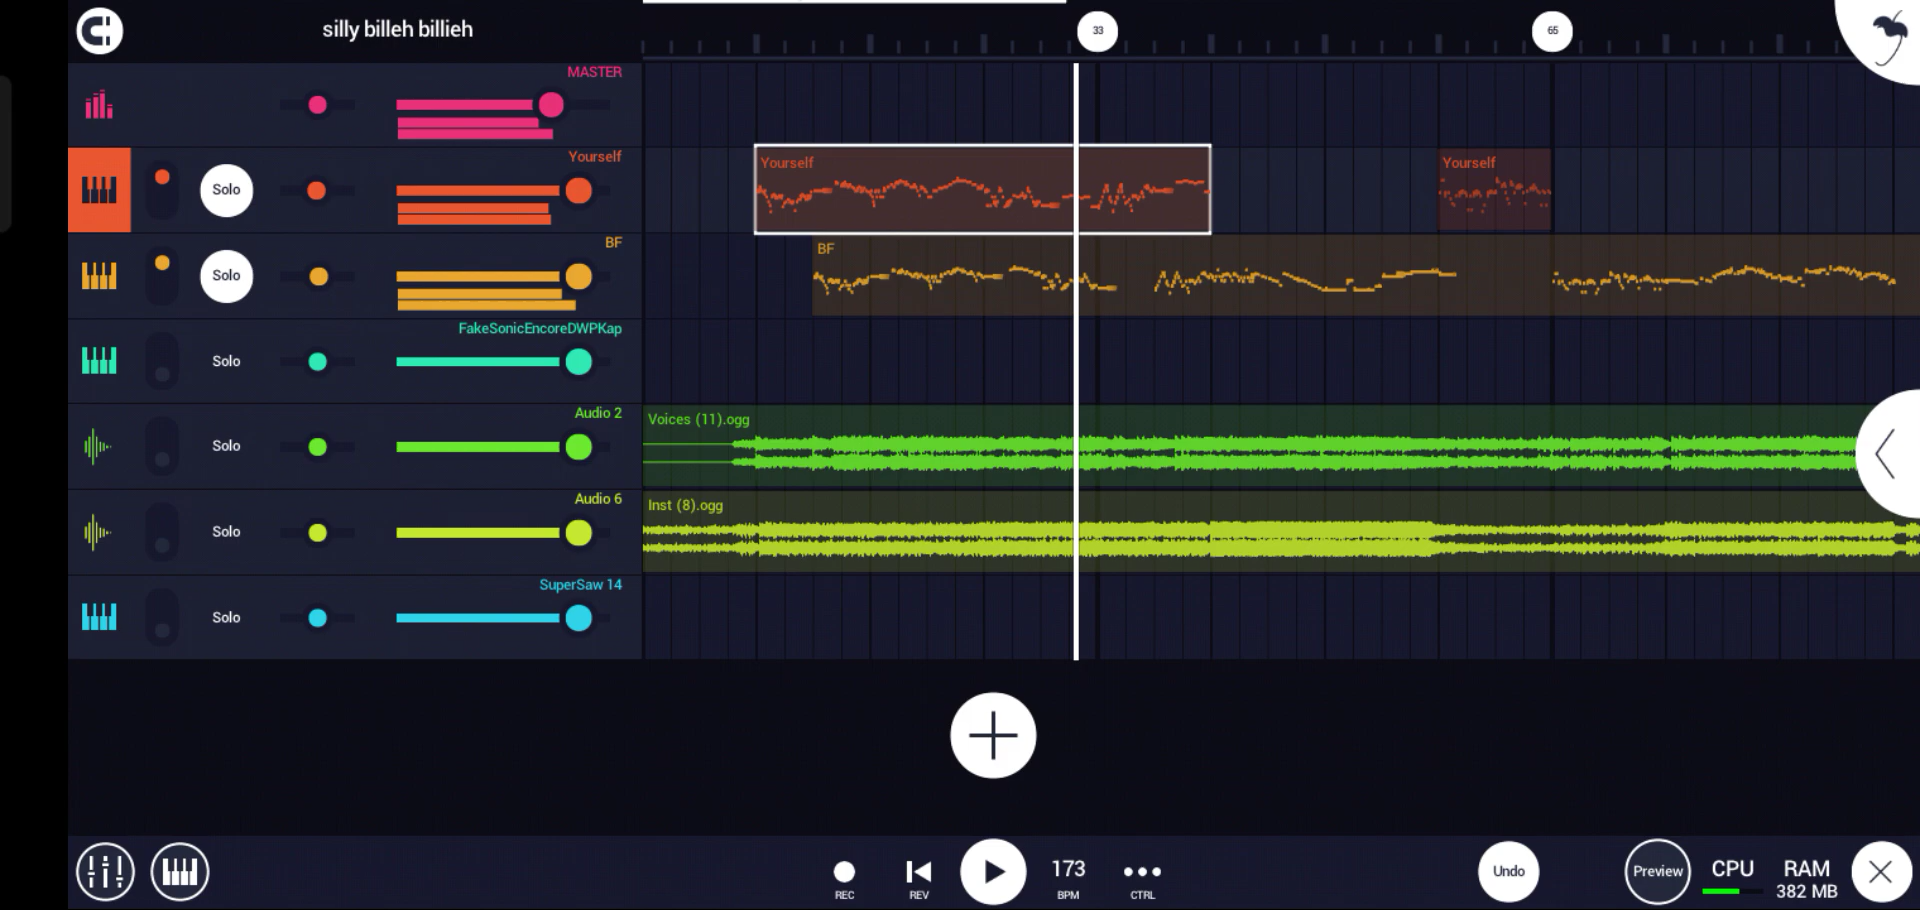 silly billeh billieh
33
65
MASTER
Yourself
Solo
Yourself
Yourself
BF
Solo
BF
FakeSonicEncoreDWPKap
Solo
Audio 2
Solo
Voices (11).ogg
Audio 6
Solo
Inst (8).ogg
SuperSaw 14
Solo
REC
REV
173
BPM
CTRL
Undo
Preview
CPU
RAM
382 MB